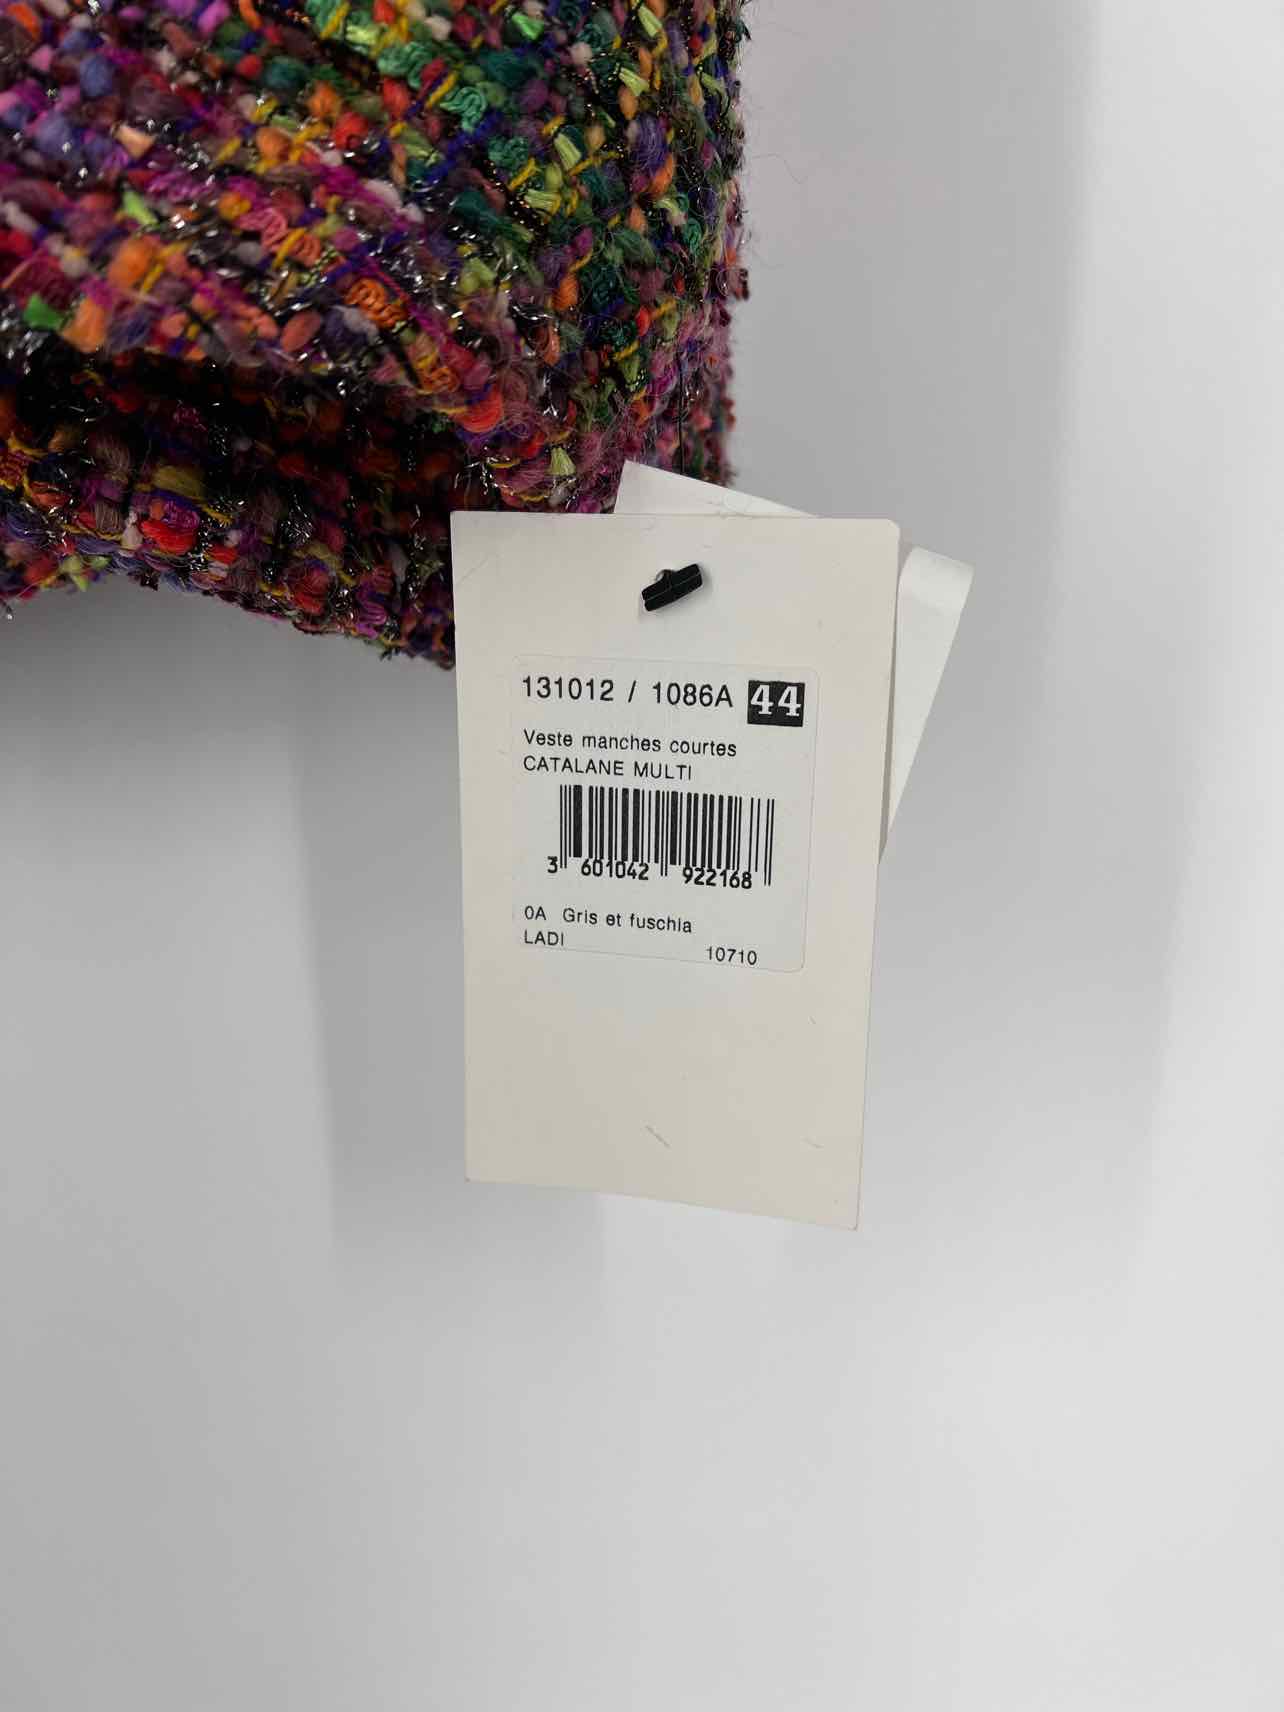 131012 / 1086A 44
Veste manches courtes
CATALANE MULTI
3 601042 922168
0A Gris et fuschia
LADI 10710